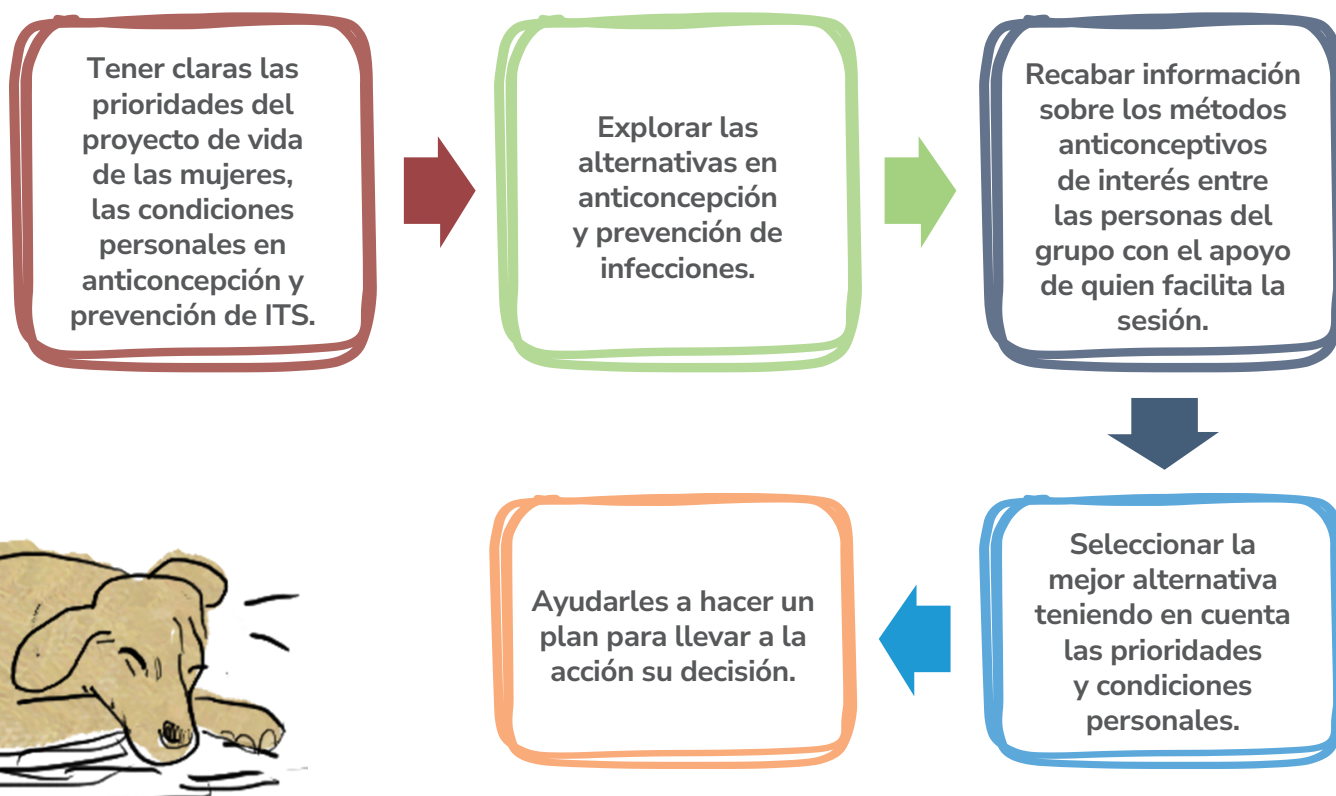 Tener claras las
prioridades del
proyecto de vida
de las mujeres,
las condiciones
personales en
anticoncepción y
prevención de ITS.
Explorar las
alternativas en
anticoncepción
y prevención de
infecciones.
Recabar información
sobre los métodos
anticonceptivos
de interés entre
las personas del
grupo con el apoyo
de quien facilita la
sesión.
Seleccionar la
mejor alternativa
teniendo en cuenta
las prioridades
y condiciones
personales.
Ayudarles a hacer un
plan para llevar a la
acción su decisión.